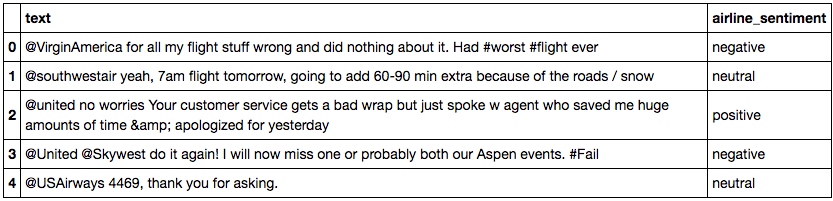 text airline_sentiment
0 @VirginAmerica for all my flight stuff wrong and did nothing about it. Had #worst #flight ever negative
1 @southwestair yeah, 7am flight tomorrow, going to add 60-90 min extra because of the roads / snow neutral
2 @united no worries Your customer service gets a bad wrap but just spoke w agent who saved me huge
amounts of time &amp; apologized for yesterday positive
3 @United @Skywest do it again! I will now miss one or probably both our Aspen events. #Fail negative
4 @USAirways 4469, thank you for asking. neutral